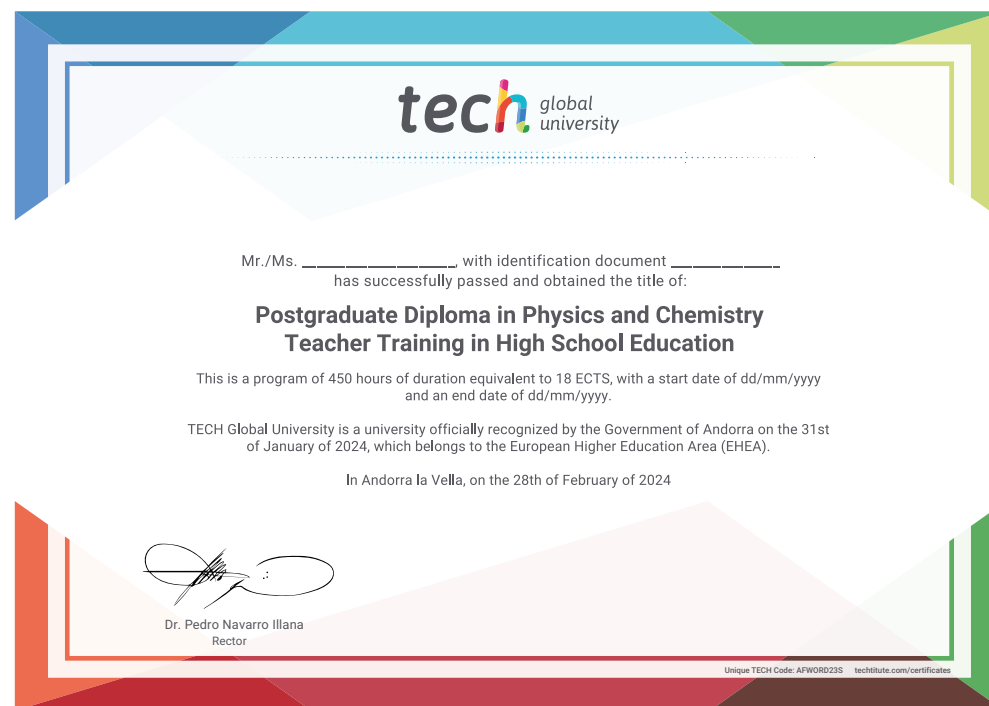 tech global
university
Mr./Ms. __________________, with identification document ____________
has successfully passed and obtained the title of:
Postgraduate Diploma in Physics and Chemistry
Teacher Training in High School Education
This is a program of 450 hours of duration equivalent to 18 ECTS, with a start date of dd/mm/yyyy
and an end date of dd/mm/yyyy.
TECH Global University is a university officially recognized by the Government of Andorra on the 31st
of January of 2024, which belongs to the European Higher Education Area (EHEA).
In Andorra la Vella, on the 28th of February of 2024
Dr. Pedro Navarro Illana
Rector
Unique TECH Code: AFWORD23S techtitute.com/certificates